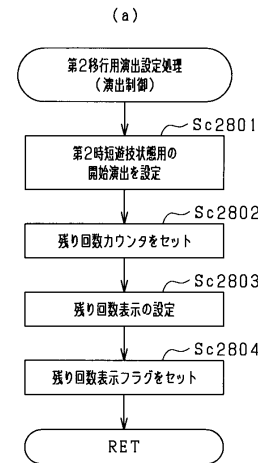 (a)
第2移行用演出設定処理
(演出制御)
Sc2801
第2時短遊技状態用の
開始演出を設定
Sc2802
残り回数カウンタをセット
Sc2803
残り回数表示の設定
Sc2804
残り回数表示フラグをセット
RET